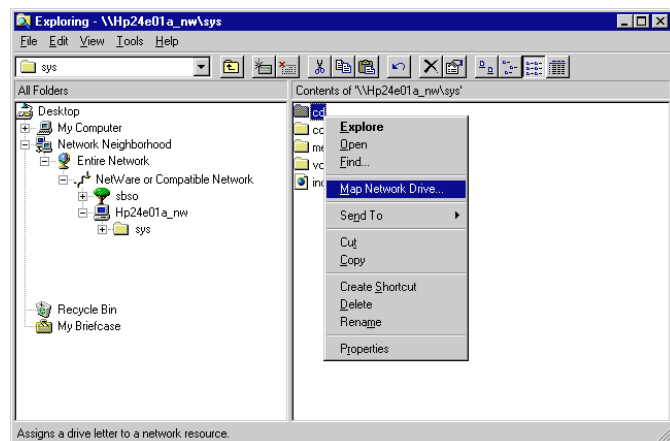 Exploring - \\Hp24e01a_nw\sys
File Edit View Tools Help
sys
All Folders
Contents of '\\Hp24e01a_nw\sys'
Desktop
My Computer
Network Neighborhood
Entire Network
NetWare or Compatible Network
sbso
Hp24e01a_nw
sys
Recycle Bin
My Briefcase
cd
Explore
Open
Find...
Map Network Drive...
Send To
Cut
Copy
Create Shortcut
Delete
Rename
Properties
Assigns a drive letter to a network resource.